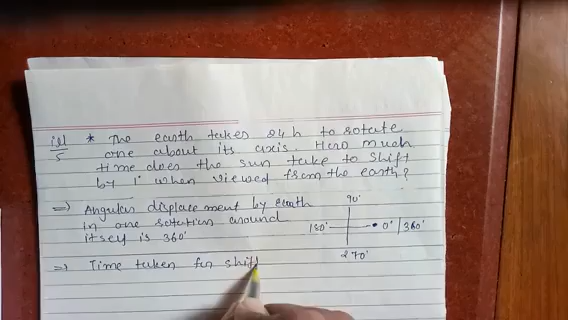 ill/5 * The earth takes 24 h to rotate
one about its axis. How much
time does the sun take to shift
by 1° when viewed from the earth?
=> Angular displacement by earth
in one rotation around
itself is 360°
90°
180° 0° | 360°
270°
=> Time taken for shift